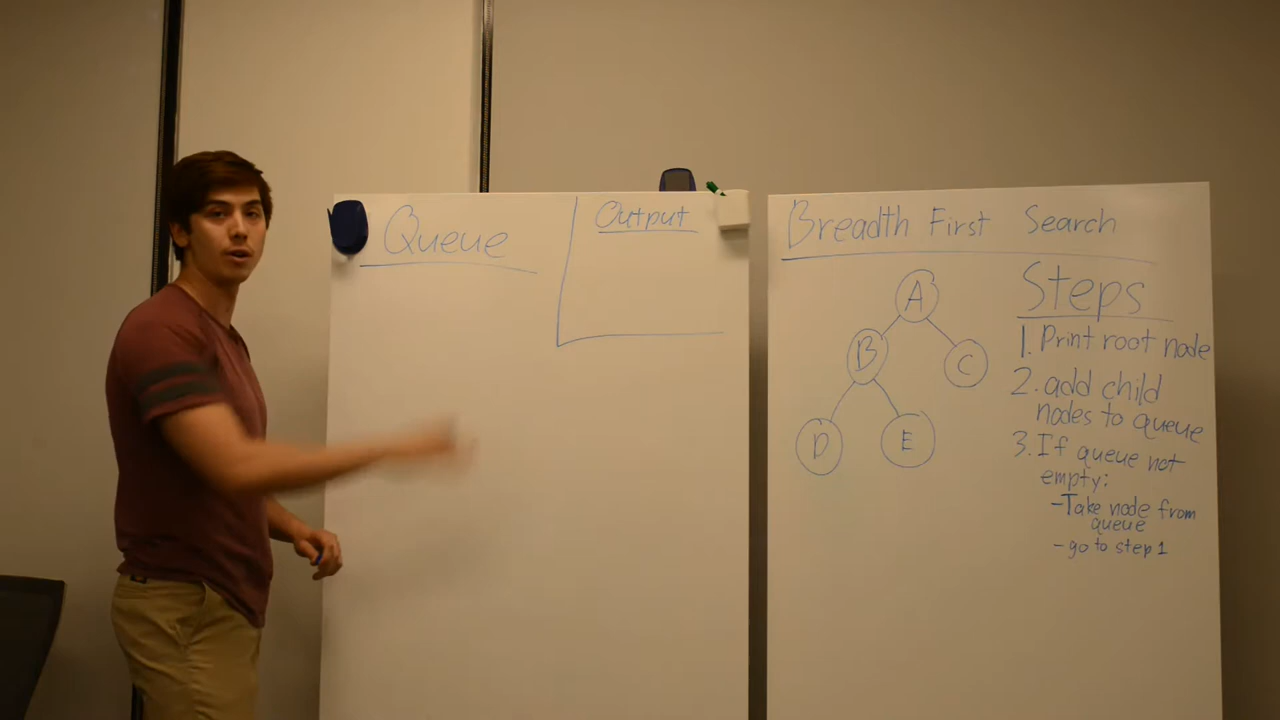 Queue
Output
Breadth First Search
A
B
C
D
E
Steps
1. Print root node
2. add child
nodes to queue
3. If queue not
empty:
- Take node from
queue
- go to step 1